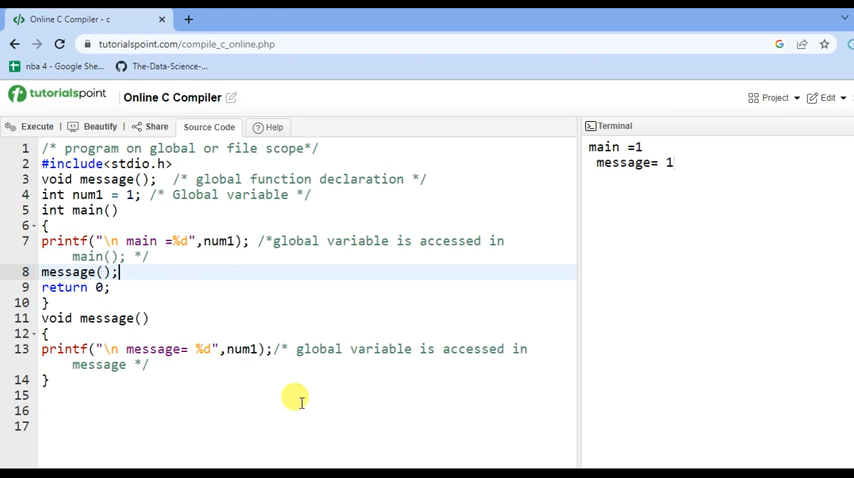 Online C Compiler - c
tutorialspoint.com/compile_c_online.php
nba 4 - Google She...
The-Data-Science-...
tutorialspoint
Online C Compiler
Project
Edit
Execute | Beautify | Share Source Code Help
Terminal
1 /* program on global or file scope*/
2 #include<stdio.h>
3 void message(); /* global function declaration */
4 int num1 = 1; /* Global variable */
5 int main()
6 {
7 printf("\n main =%d",num1); /*global variable is accessed in
main(); */
8 message();
9 return 0;
10 }
11 void message()
12 {
13 printf("\n message= %d",num1);/* global variable is accessed in
message */
14 }
15
16
17
main =1
message= 1